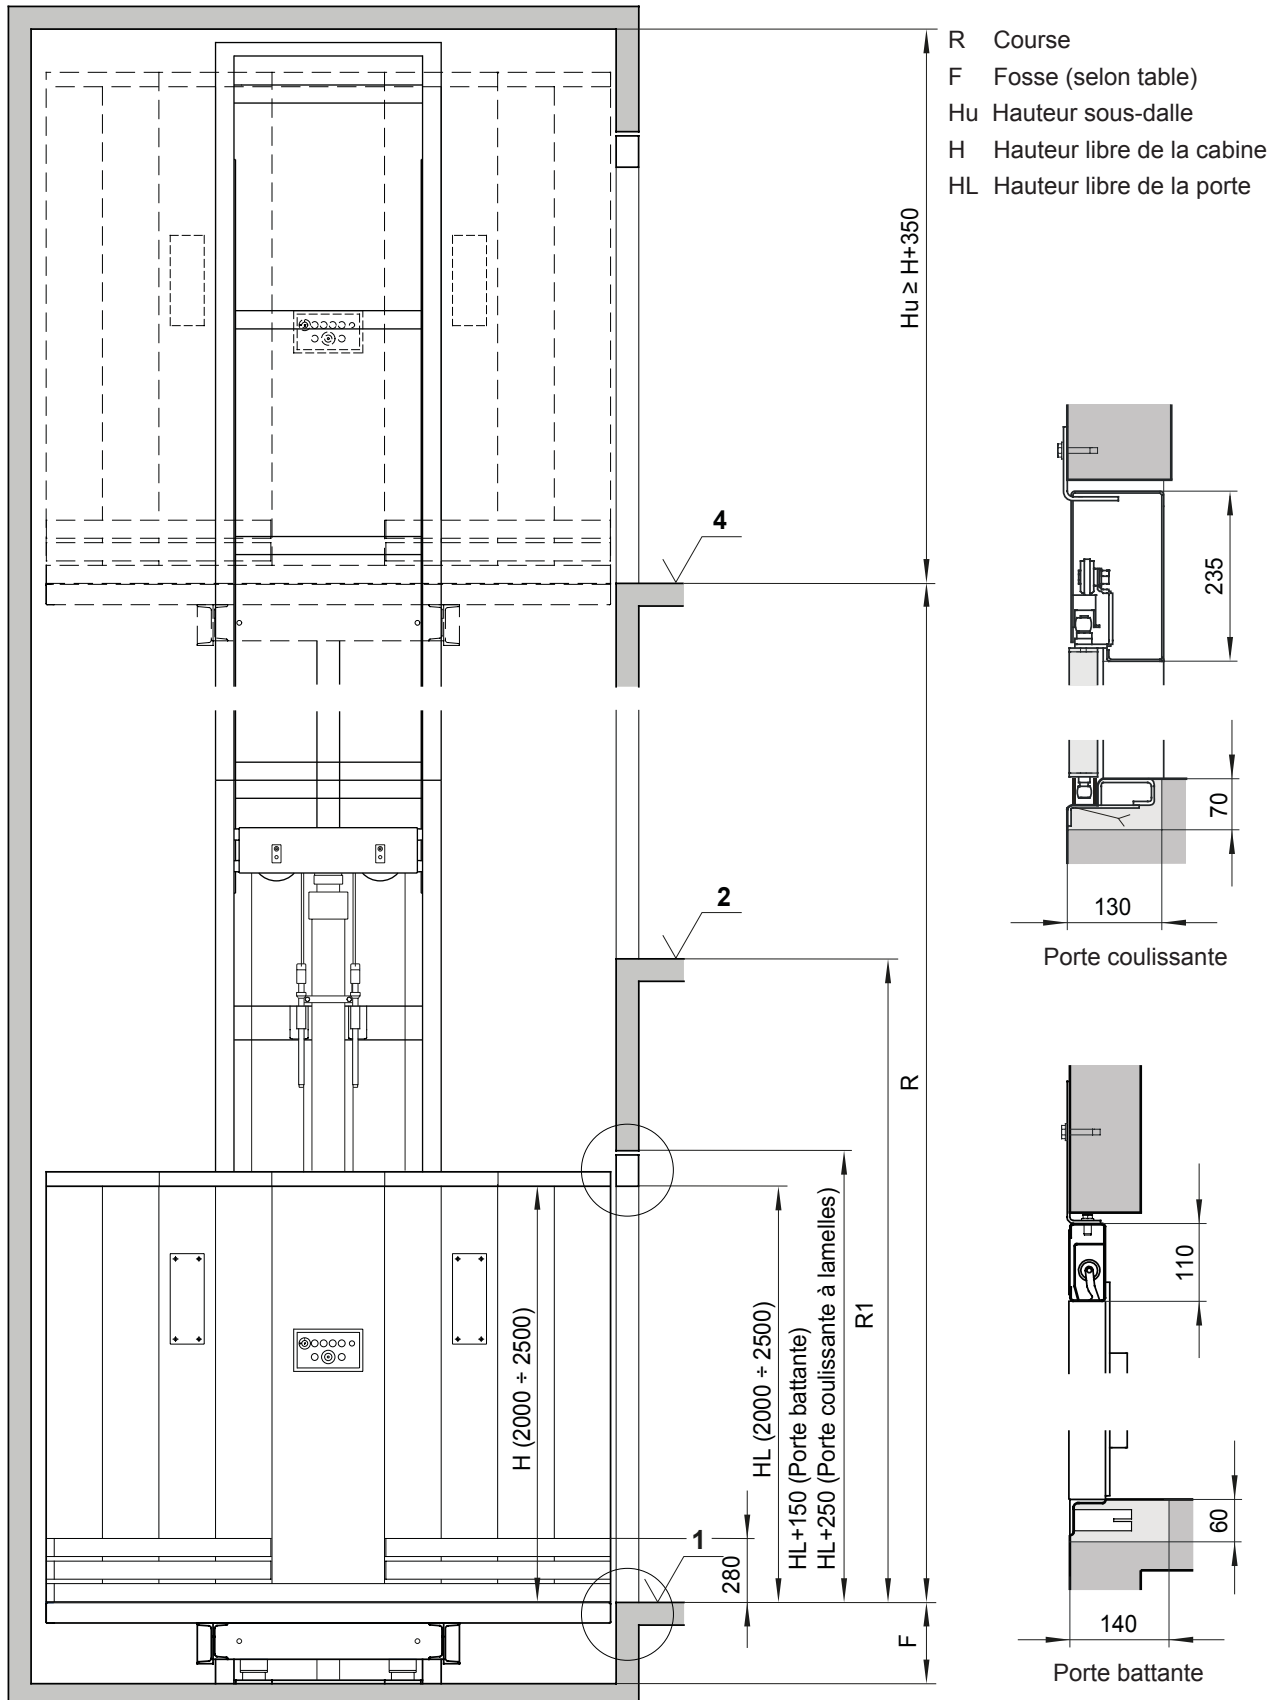 R Course
F Fosse (selon table)
Hu Hauteur sous-dalle
H Hauteur libre de la cabine
HL Hauteur libre de la porte
Hu ≥ H+350
4
235
70
130
Porte coulissante
2
R
R1
HL+150 (Porte battante)
HL+250 (Porte coulissante à lamelles)
HL (2000 ÷ 2500)
H (2000 ÷ 2500)
110
1
280
60
F
140
Porte battante